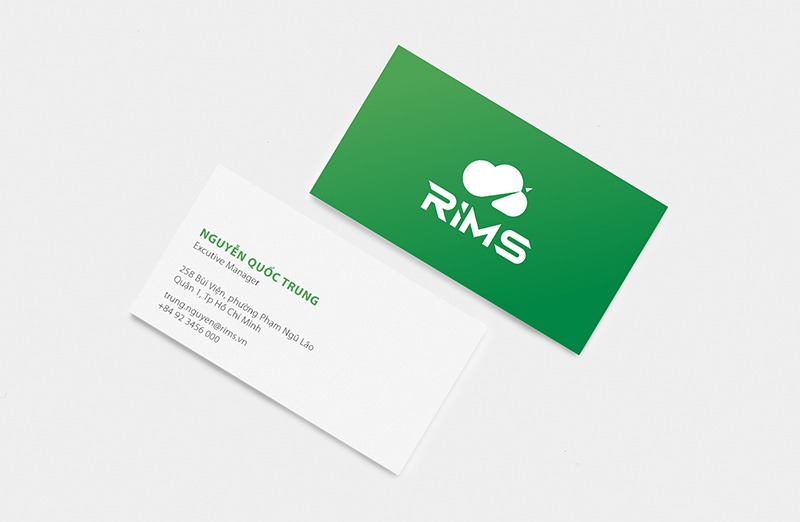 NGUYỄN QUỐC TRUNG
Excutive Manager
258 Bùi Viện, phường Phạm Ngũ Lão
Quận 1, Tp Hồ Chí Minh
trung.nguyen@rims.vn
+84 92 3456 000
RiMS